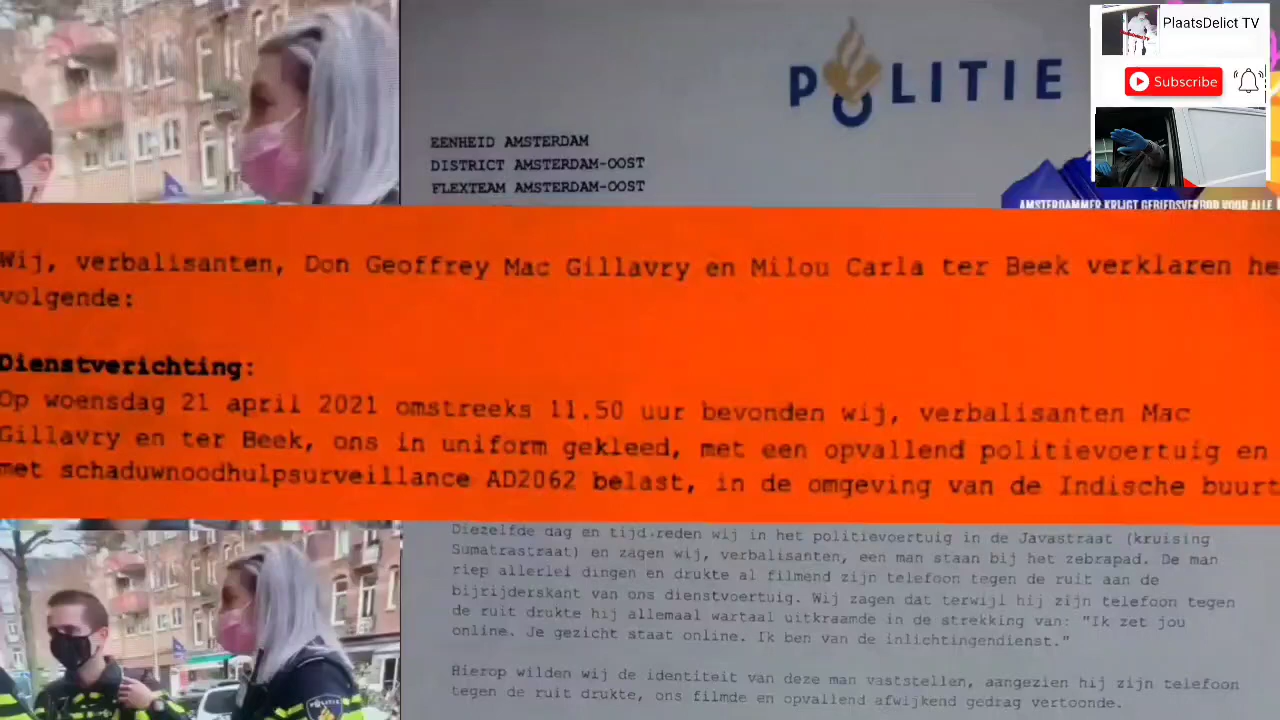 PlaatsDelict TV
Subscribe
POLITIE
EENHEID AMSTERDAM
DISTRICT AMSTERDAM-OOST
FLEXTEAM AMSTERDAM-OOST
AMSTERDAMMER KRIJGT GEBIEDSVERBOD VOOR ALLE
Wij, verbalisanten, Don Geoffrey Mac Gillavry en Milou Carla ter Beek verklaren he
volgende:
Dienstverichting:
Op woensdag 21 april 2021 omstreeks 11.50 uur bevonden wij, verbalisanten Mac
Gillavry en ter Beek, ons in uniform gekleed, met een opvallend politievoertuig en
met schaduwnoodhulpsurveillance AD2062 belast, in de omgeving van de Indische buurt
Diezelfde dag en tijd reden wij in het politievoertuig in de Javastraat (kruising
Sumatrastraat) en zagen wij, verbalisanten, een man staan bij het zebrapad. De man
riep allerlei dingen en drukte al filmend zijn telefoon tegen de ruit aan de
bijrijderskant van ons dienstvoertuig. Wij zagen dat terwijl hij zijn telefoon tegen
de ruit drukte hij allemaal wartaal uitkraamde in de strekking van: "Ik zet jou
online. Je gezicht staat online. Ik ben van de inlichtingendienst."
Hierop wilden wij de identiteit van deze man vaststellen, aangezien hij zijn telefoon
tegen de ruit drukte, ons filmde en opvallend afwijkend gedrag vertoonde.
POLITIE